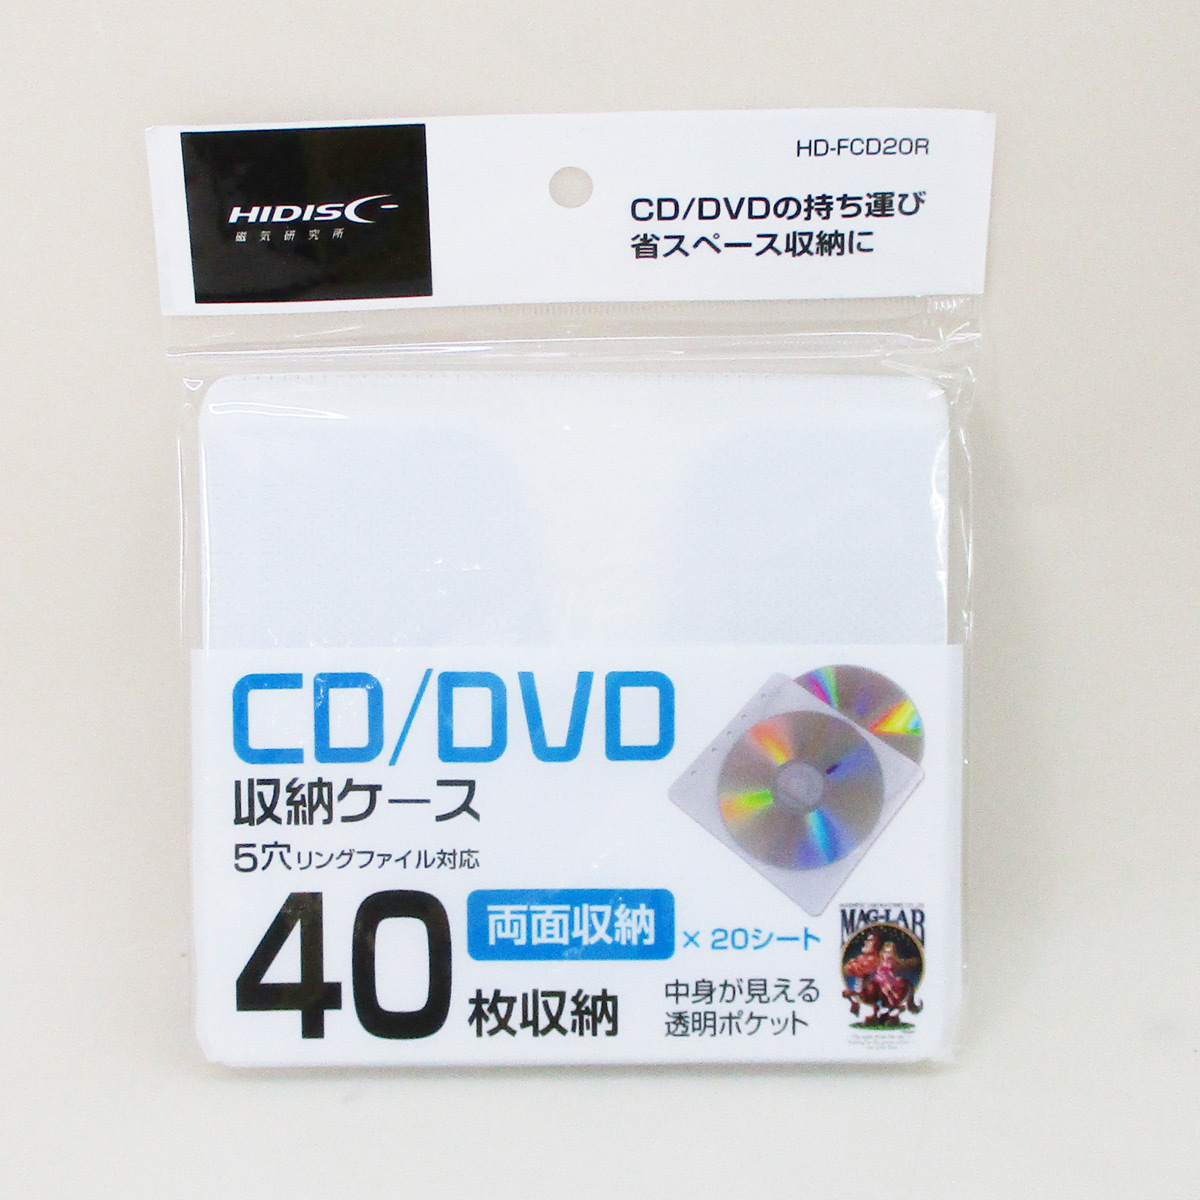 HIDISC
磁気研究所
HD-FCD20R
CD/DVDの持ち運び
省スペース収納に
CD/DVD
収納ケース
5穴リングファイル対応
40枚収納
両面収納 × 20シート
中身が見える
透明ポケット
MAG-LAB